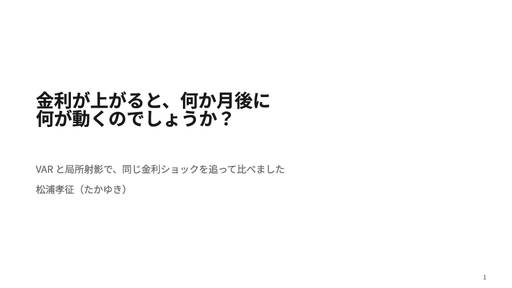 金利が上がると、何か月後に
何が動くのでしょうか？
VAR と局所射影で、同じ金利ショックを追って比べました
松浦孝征（たかゆき）
1